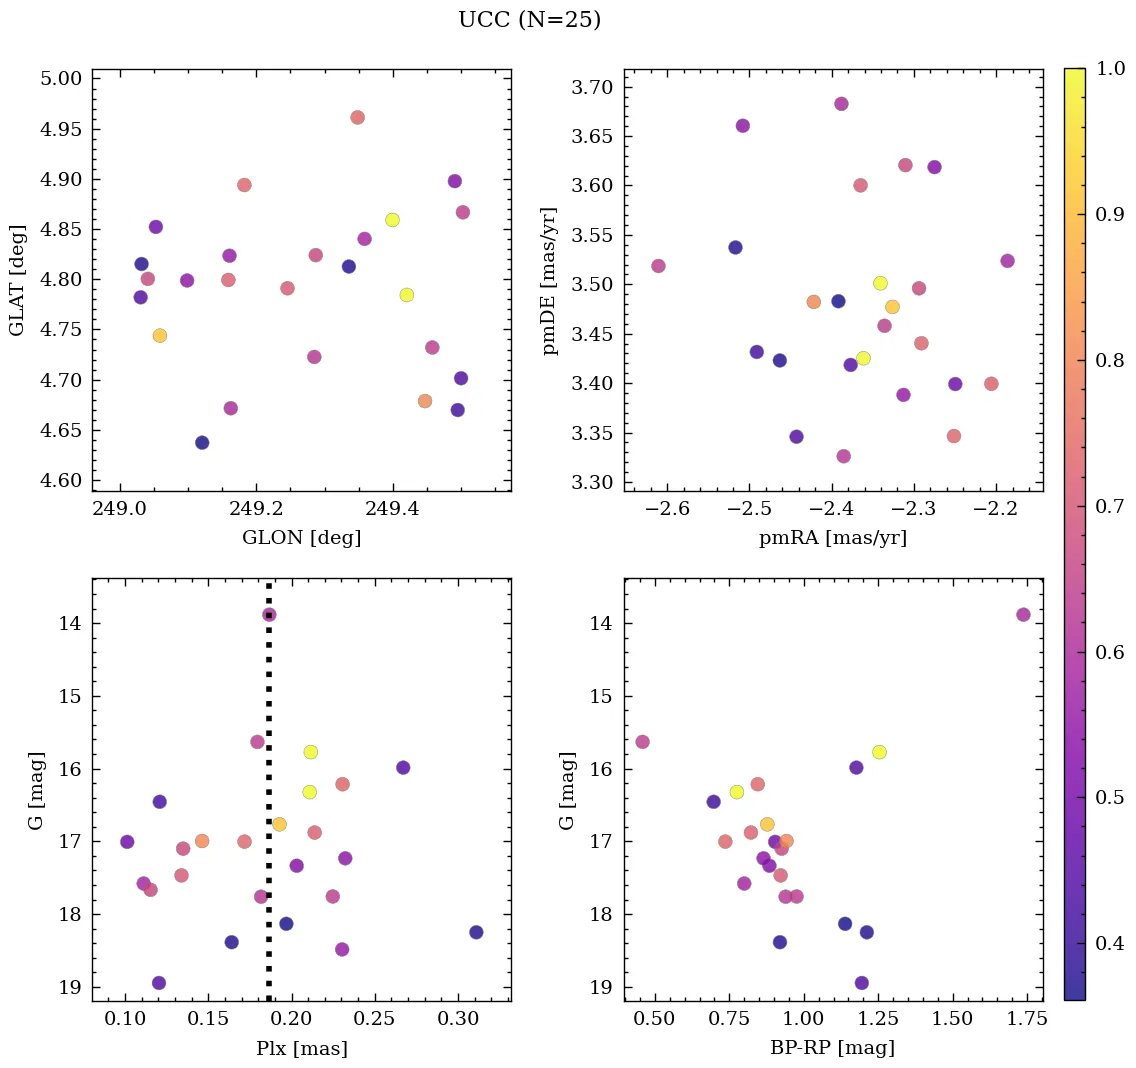 UCC (N=25)
5.00
4.95
4.90
4.85
4.80
4.75
4.70
4.65
4.60
GLAT [deg]
249.0 249.2 249.4
GLON [deg]
3.70
3.65
3.60
3.55
3.50
3.45
3.40
3.35
3.30
pmDE [mas/yr]
−2.6 −2.5 −2.4 −2.3 −2.2
pmRA [mas/yr]
14
15
16
17
18
19
G [mag]
0.10 0.15 0.20 0.25 0.30
Plx [mas]
14
15
16
17
18
19
G [mag]
0.50 0.75 1.00 1.25 1.50 1.75
BP-RP [mag]
1.0
0.9
0.8
0.7
0.6
0.5
0.4